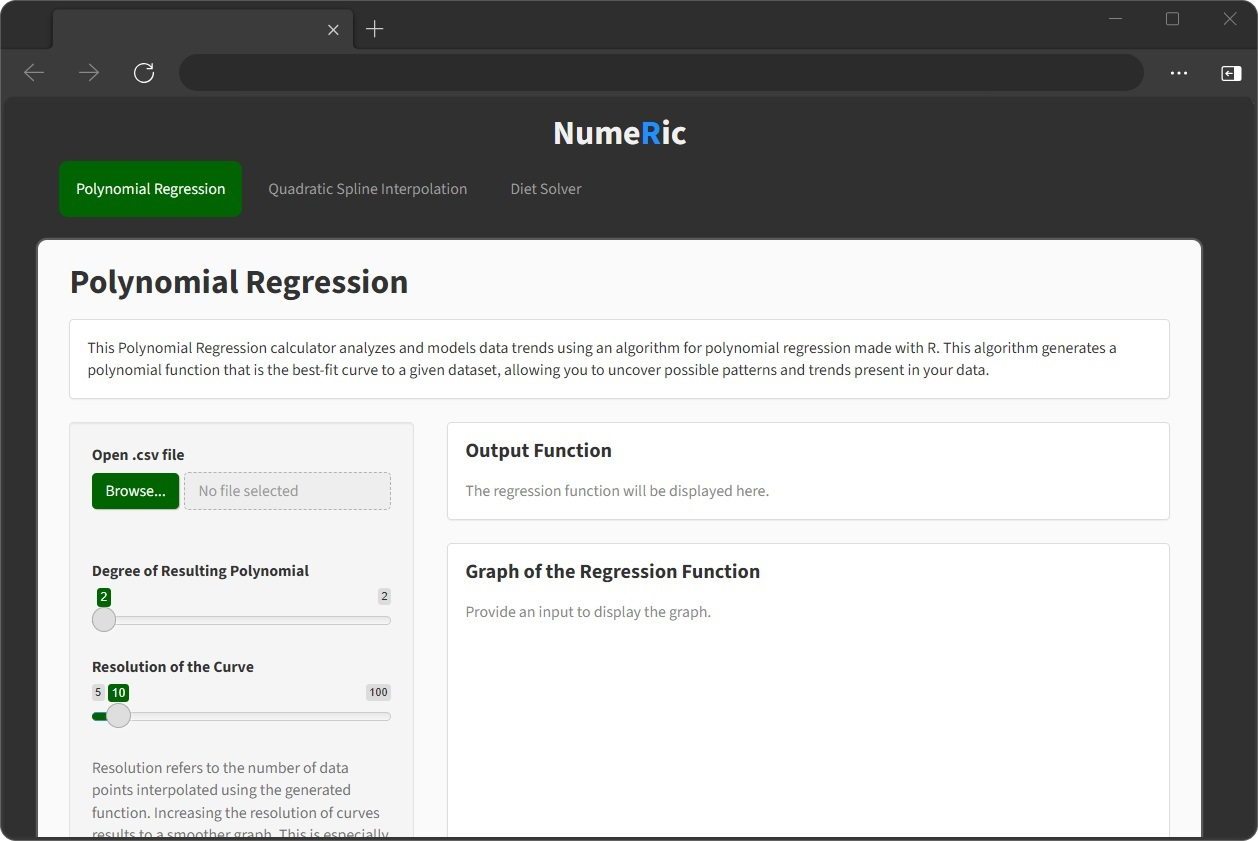 NumeRic
Polynomial Regression
Quadratic Spline Interpolation
Diet Solver
Polynomial Regression
This Polynomial Regression calculator analyzes and models data trends using an algorithm for polynomial regression made with R. This algorithm generates a
polynomial function that is the best-fit curve to a given dataset, allowing you to uncover possible patterns and trends present in your data.
Open .csv file
Browse...
No file selected
Degree of Resulting Polynomial
2
2
Resolution of the Curve
5
10
100
Resolution refers to the number of data
points interpolated using the generated
function. Increasing the resolution of curves
results to a smoother graph. This is especially
Output Function
The regression function will be displayed here.
Graph of the Regression Function
Provide an input to display the graph.